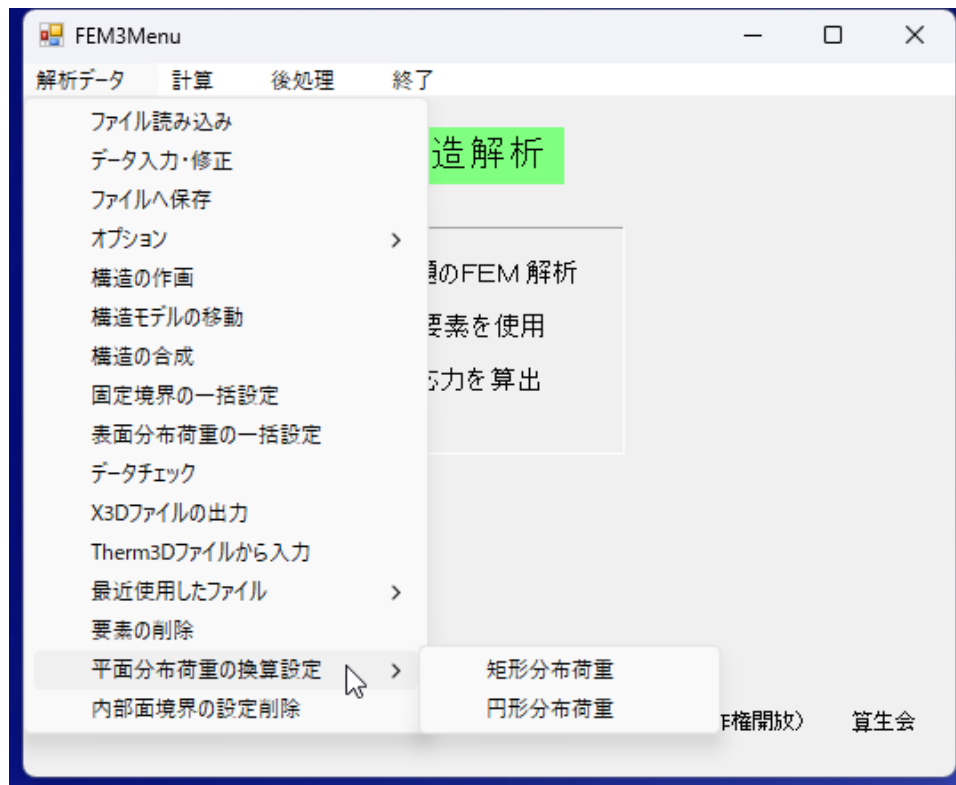 FEM3Menu
解析データ 計算 後処理 終了
ファイル読み込み
データ入力・修正
ファイルへ保存
オプション
構造の作画
構造モデルの移動
構造の合成
固定境界の一括設定
表面分布荷重の一括設定
データチェック
X3Dファイルの出力
Therm3Dファイルから入力
最近使用したファイル
要素の削除
平面分布荷重の換算設定
内部面境界の設定削除
矩形分布荷重
円形分布荷重
造解析
のFEM 解析
要素を使用
力を算出
作権開放） 算生会